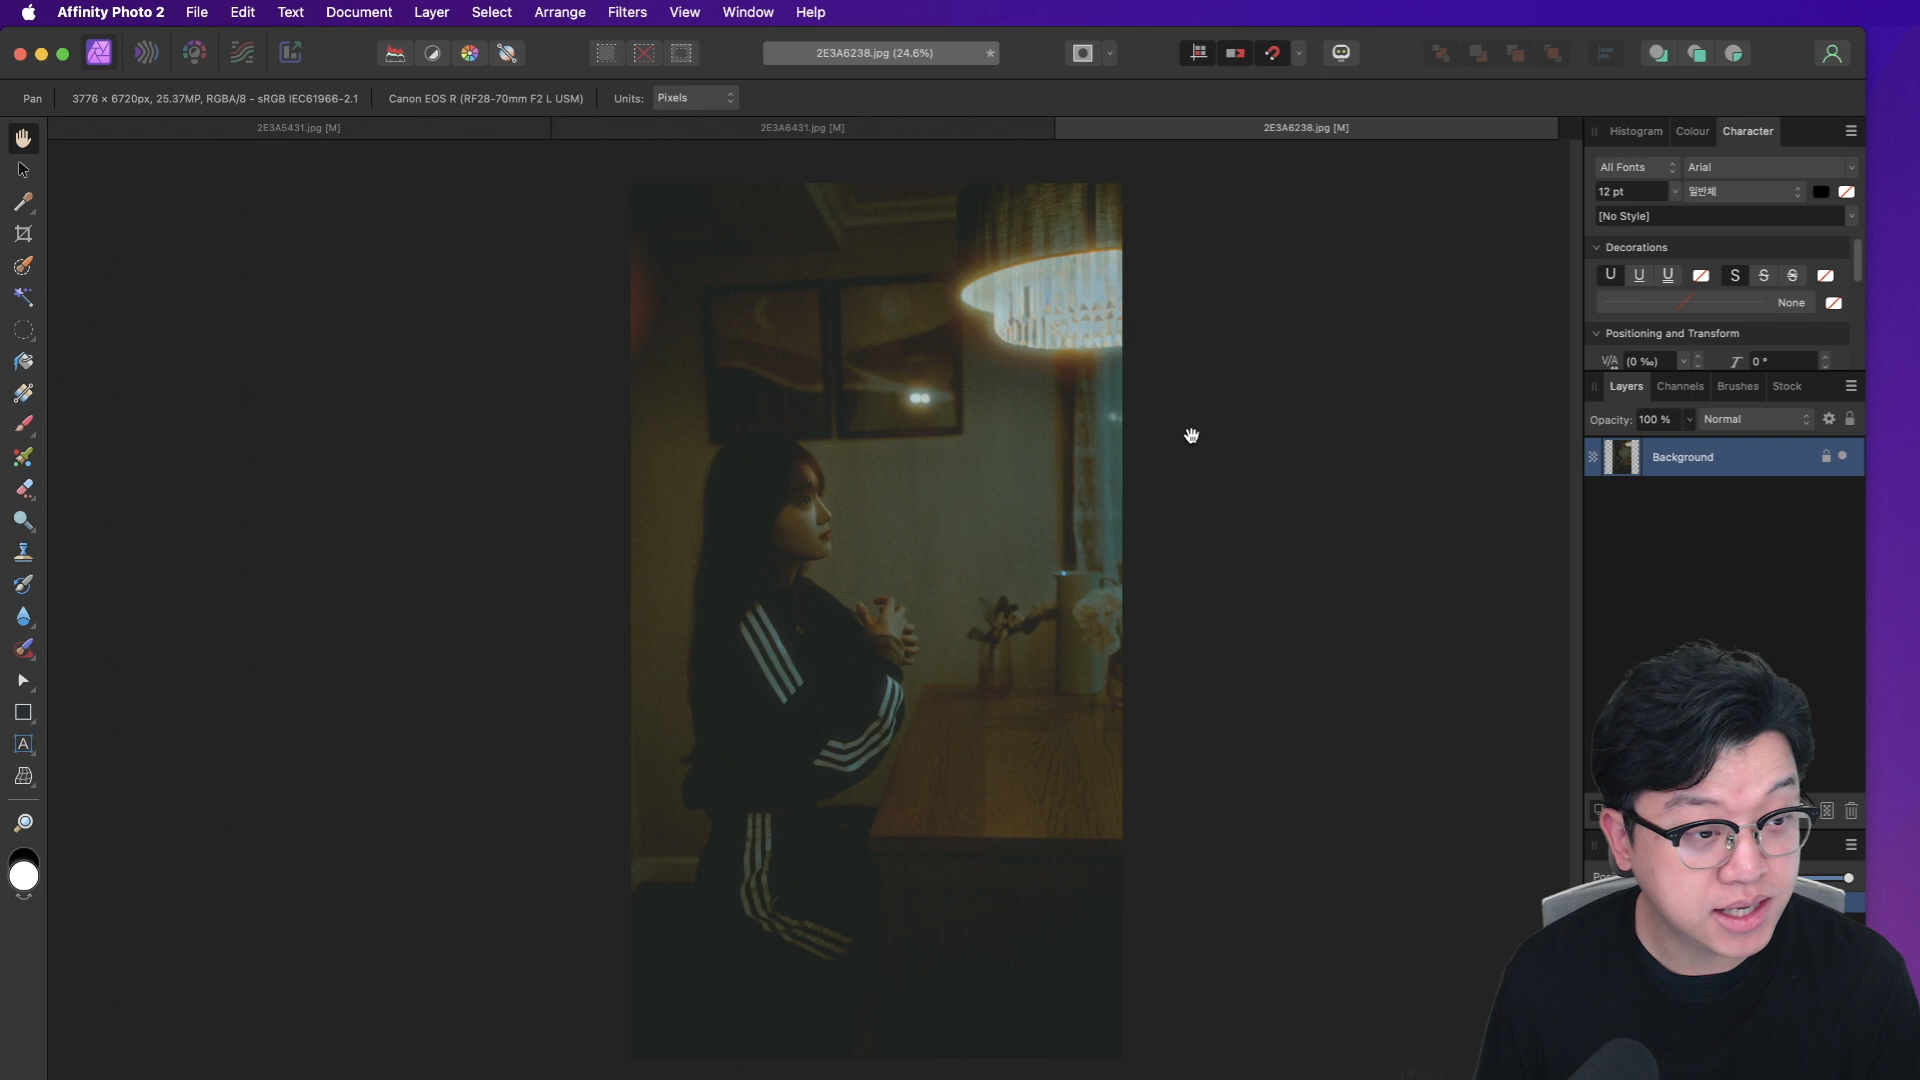 Affinity Photo 2 File Edit Text Document Layer Select Arrange Filters View Window Help
2E3A6238.jpg (24.6%)
Pan 3776 × 6720px, 25.37MP, RGBA/8 - sRGB IEC61966-2.1 Canon EOS R (RF28-70mm F2 L USM) Units: Pixels
2E3A5431.jpg [M] 2E3A6431.jpg [M] 2E3A6238.jpg [M]
Histogram Colour Character
All Fonts Arial
12 pt 일반체
[No Style]
Decorations
U U U S S S
None
Positioning and Transform
V/A (0 ‰) T 0 °
Layers Channels Brushes Stock
Opacity: 100 % Normal
Background